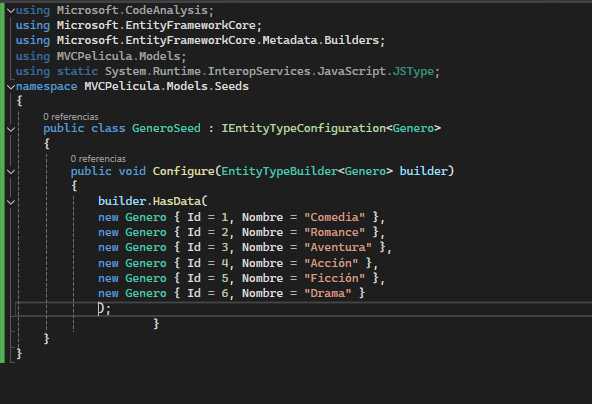 using Microsoft.CodeAnalysis;
using Microsoft.EntityFrameworkCore;
using Microsoft.EntityFrameworkCore.Metadata.Builders;
using MVCPelicula.Models;
using static System.Runtime.InteropServices.JavaScript.JSType;
namespace MVCPelicula.Models.Seeds
{
0 referencias
public class GeneroSeed : IEntityTypeConfiguration<Genero>
{
0 referencias
public void Configure(EntityTypeBuilder<Genero> builder)
{
builder.HasData(
new Genero { Id = 1, Nombre = "Comedia" },
new Genero { Id = 2, Nombre = "Romance" },
new Genero { Id = 3, Nombre = "Aventura" },
new Genero { Id = 4, Nombre = "Acción" },
new Genero { Id = 5, Nombre = "Ficción" },
new Genero { Id = 6, Nombre = "Drama" }
);
}
}
}